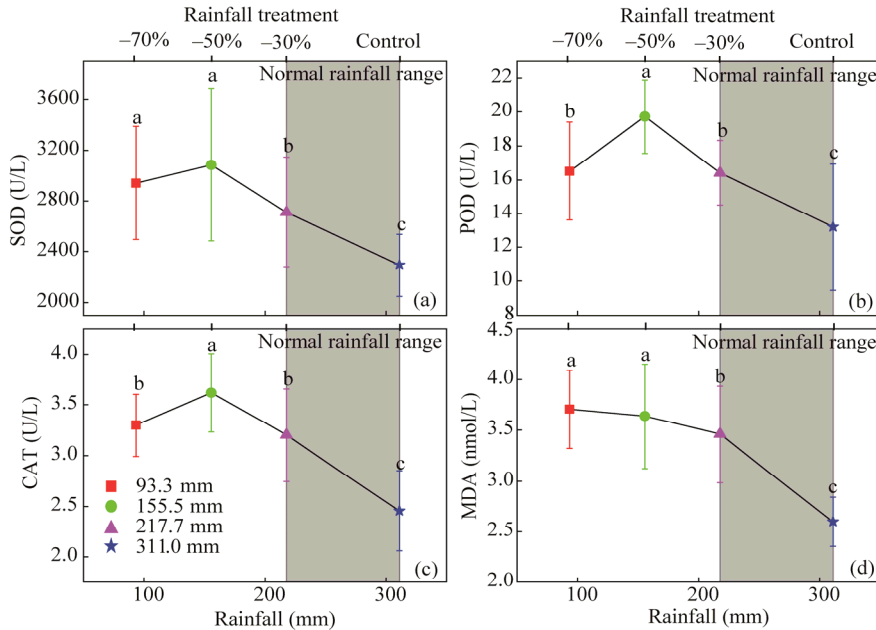 Rainfall treatment
–70% –50% –30% Control
Normal rainfall range
a
a
b
c
3600
3200
2800
2400
2000
SOD (U/L)
(a)
Rainfall treatment
–70% –50% –30% Control
Normal rainfall range
b
a
b
c
22
20
18
16
14
12
10
8
POD (U/L)
(b)
Normal rainfall range
b
a
b
c
4.0
3.5
3.0
2.5
2.0
CAT (U/L)
93.3 mm
155.5 mm
217.7 mm
311.0 mm
(c)
100 200 300
Rainfall (mm)
Normal rainfall range
a
a
b
c
4.5
4.0
3.5
3.0
2.5
2.0
MDA (nmol/L)
(d)
100 200 300
Rainfall (mm)